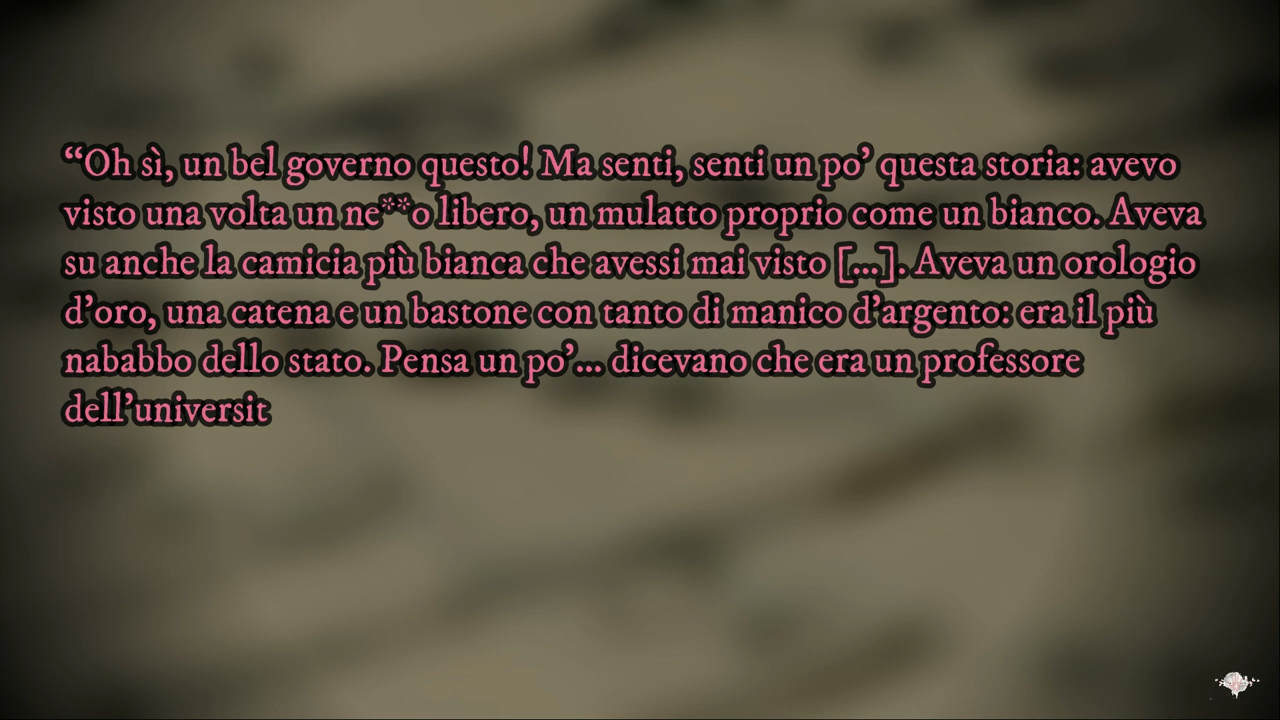 “Oh sì, un bel governo questo! Ma senti, senti un po’ questa storia: avevo
visto una volta un ne**o libero, un mulatto proprio come un bianco. Aveva
su anche la camicia più bianca che avessi mai visto [...]. Aveva un orologio
d’oro, una catena e un bastone con tanto di manico d’argento: era il più
nababbo dello stato. Pensa un po’... dicevano che era un professore
dell’universit